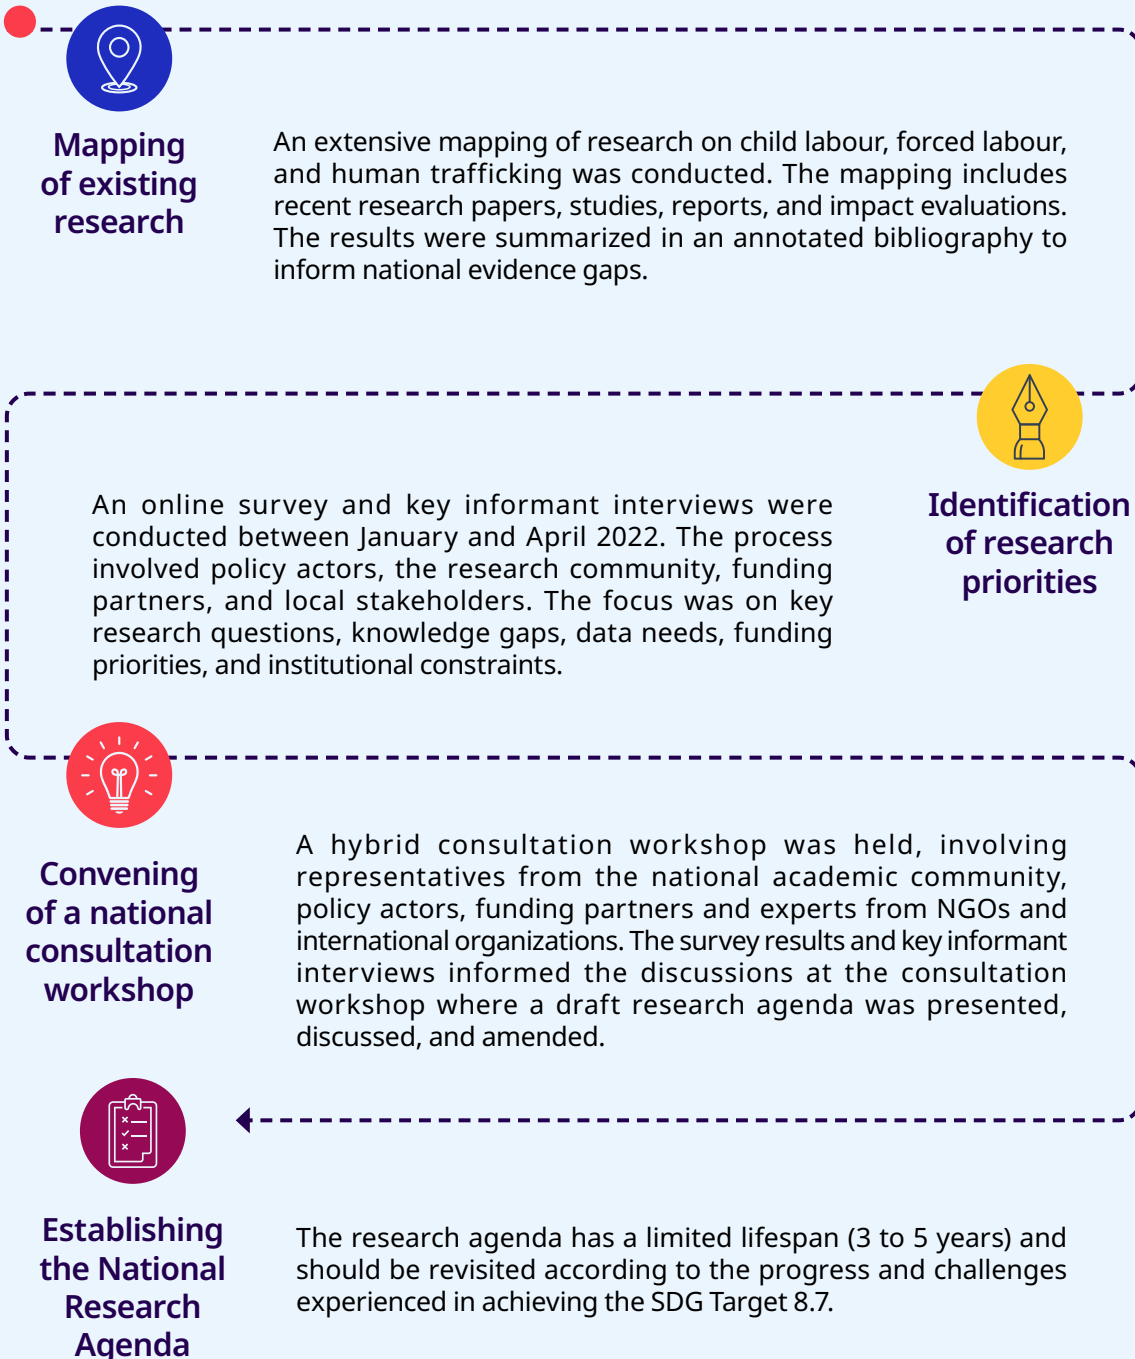 Mapping
of existing
research
An extensive mapping of research on child labour, forced labour,
and human trafficking was conducted. The mapping includes
recent research papers, studies, reports, and impact evaluations.
The results were summarized in an annotated bibliography to
inform national evidence gaps.
An online survey and key informant interviews were
conducted between January and April 2022. The process
involved policy actors, the research community, funding
partners, and local stakeholders. The focus was on key
research questions, knowledge gaps, data needs, funding
priorities, and institutional constraints.
Identification
of research
priorities
Convening
of a national
consultation
workshop
A hybrid consultation workshop was held, involving
representatives from the national academic community,
policy actors, funding partners and experts from NGOs and
international organizations. The survey results and key informant
interviews informed the discussions at the consultation
workshop where a draft research agenda was presented,
discussed, and amended.
Establishing
the National
Research
Agenda
The research agenda has a limited lifespan (3 to 5 years) and
should be revisited according to the progress and challenges
experienced in achieving the SDG Target 8.7.